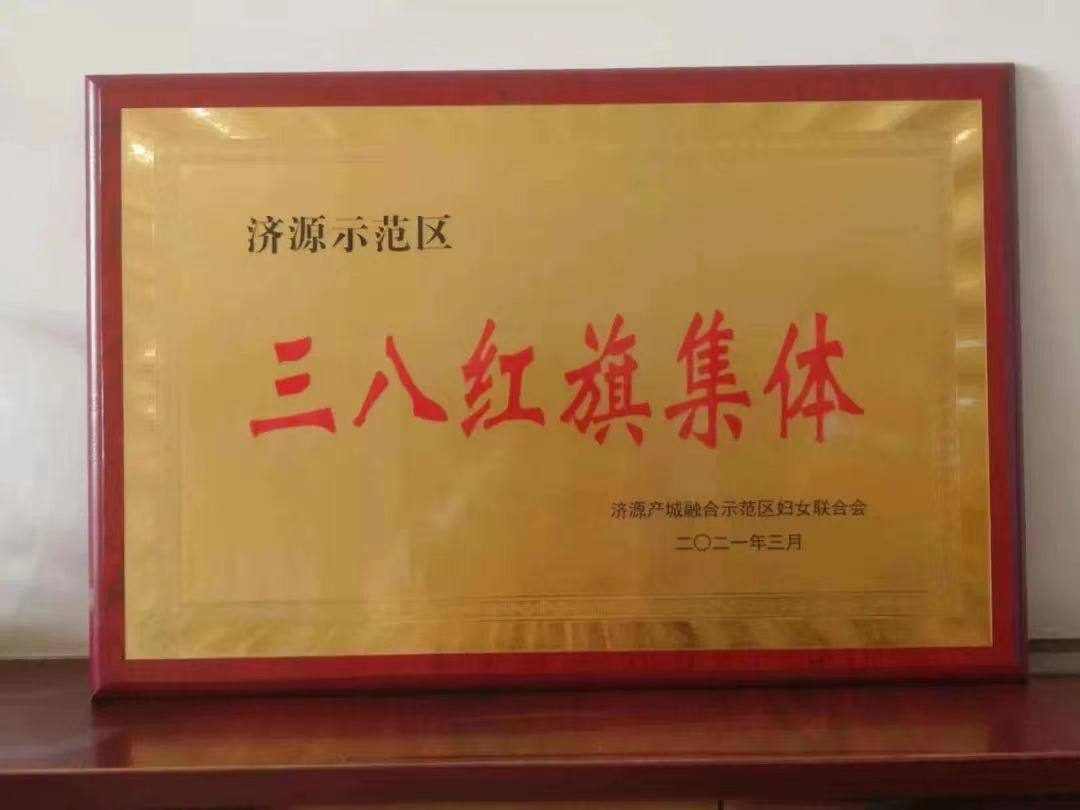 济源示范区
三八红旗集体
济源产城融合示范区妇女联合会
二〇二一年三月